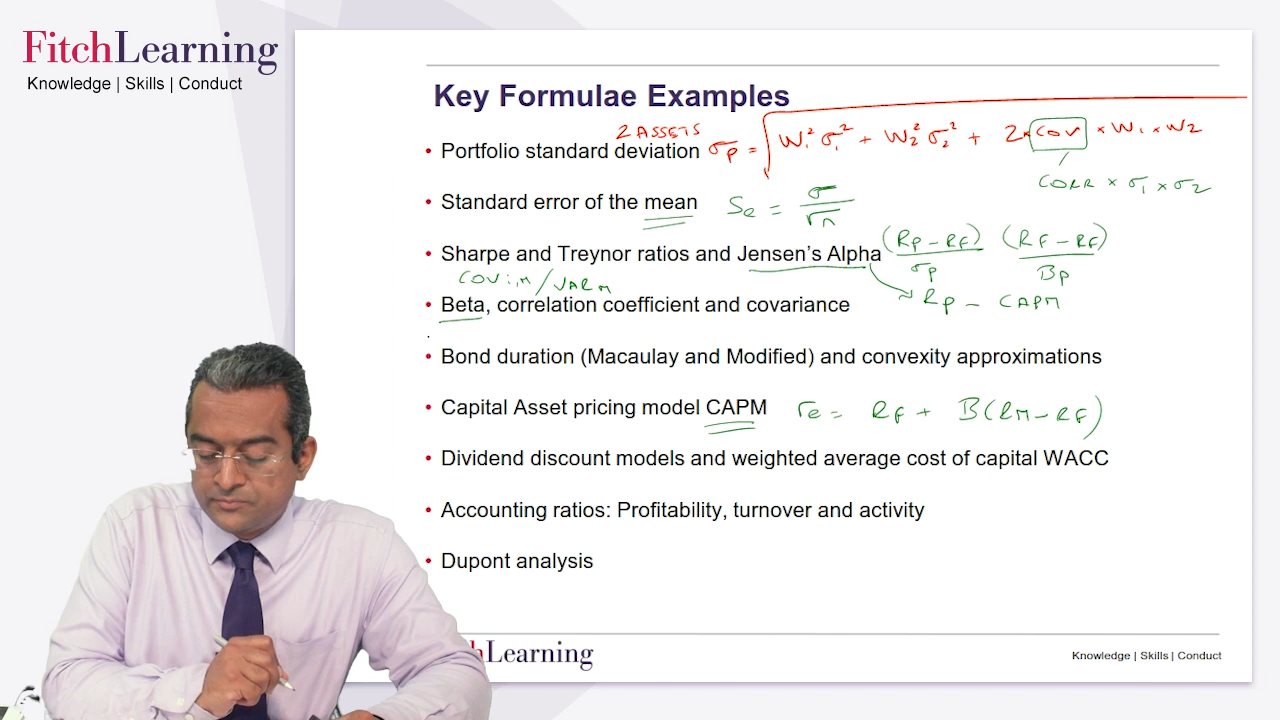 FitchLearning
Knowledge | Skills | Conduct
Key Formulae Examples
2 ASSETS
• Portfolio standard deviation σp = √(W₁²σ₁² + W₂²σ₂² + 2 × COV × W₁ × W₂)
CORR × σ₁ × σ₂
• Standard error of the mean Se = σ/√n
• Sharpe and Treynor ratios and Jensen's Alpha (RP – RF)/σp (RF – RF)/Bp
COVi,M / VARM
RP – CAPM
• Beta, correlation coefficient and covariance
• Bond duration (Macaulay and Modified) and convexity approximations
• Capital Asset pricing model CAPM re = RF + B(RM – RF)
• Dividend discount models and weighted average cost of capital WACC
• Accounting ratios: Profitability, turnover and activity
• Dupont analysis
hLearning
Knowledge | Skills | Conduct